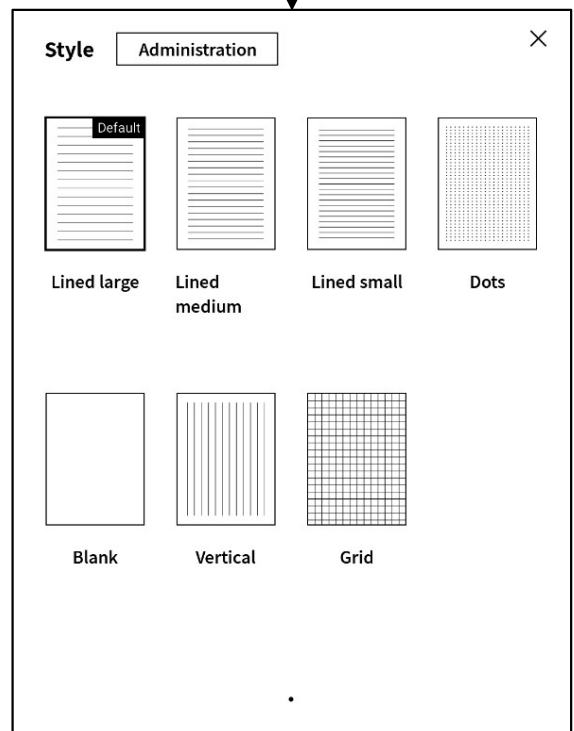 Style
Administration
Default
Lined large
Lined
medium
Lined small
Dots
Blank
Vertical
Grid